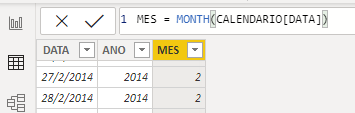 1 MES = MONTH(CALENDARIO[DATA])
DATA ANO MES
27/2/2014 2014 2
28/2/2014 2014 2